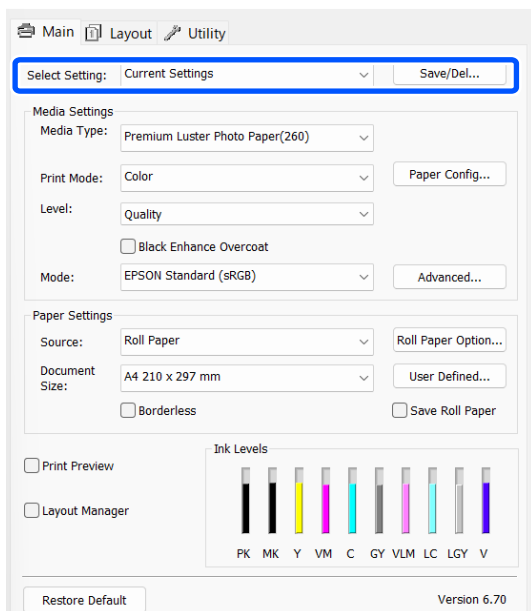 Main Layout Utility
Select Setting: Current Settings Save/Del...
Media Settings
Media Type: Premium Luster Photo Paper(260)
Print Mode: Color Paper Config...
Level: Quality
Black Enhance Overcoat
Mode: EPSON Standard (sRGB) Advanced...
Paper Settings
Source: Roll Paper Roll Paper Option...
Document Size: A4 210 x 297 mm User Defined...
Borderless Save Roll Paper
Print Preview
Layout Manager
Ink Levels
PK MK Y VM C GY VLM LC LGY V
Restore Default Version 6.70